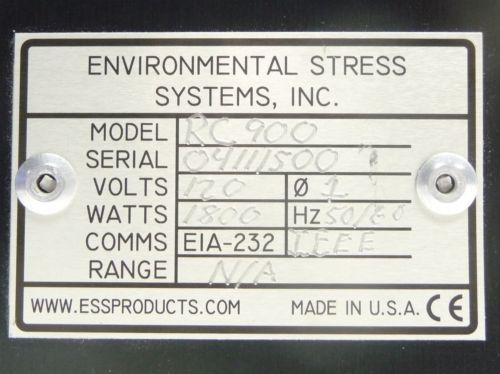 ENVIRONMENTAL STRESS
SYSTEMS, INC.
MODEL RC900
SERIAL 041115007
VOLTS 120 Ø 1
WATTS 1800 Hz 50/60
COMMS EIA-232 IEEE
RANGE N/A
WWW.ESSPRODUCTS.COM MADE IN U.S.A. CE